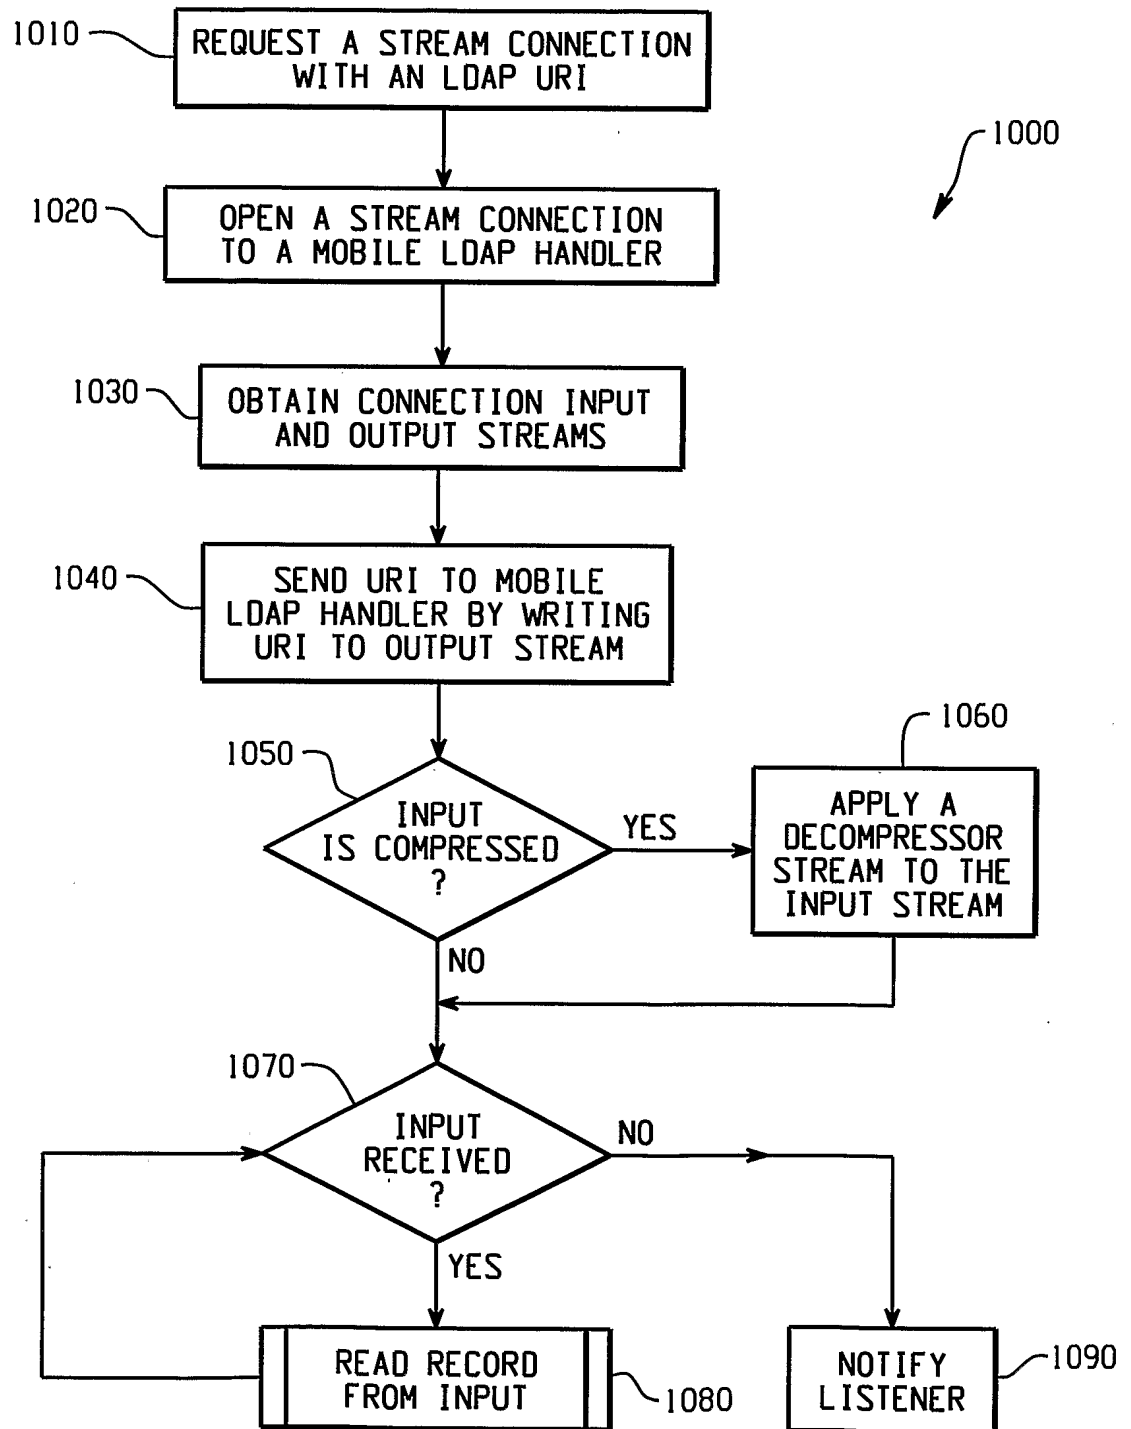 1010
REQUEST A STREAM CONNECTION
WITH AN LDAP URI
1000
1020
OPEN A STREAM CONNECTION
TO A MOBILE LDAP HANDLER
1030
OBTAIN CONNECTION INPUT
AND OUTPUT STREAMS
1040
SEND URI TO MOBILE
LDAP HANDLER BY WRITING
URI TO OUTPUT STREAM
1050
INPUT
IS COMPRESSED
?
YES
NO
1060
APPLY A
DECOMPRESSOR
STREAM TO THE
INPUT STREAM
1070
INPUT
RECEIVED
?
NO
YES
READ RECORD
FROM INPUT
1080
NOTIFY
LISTENER
1090